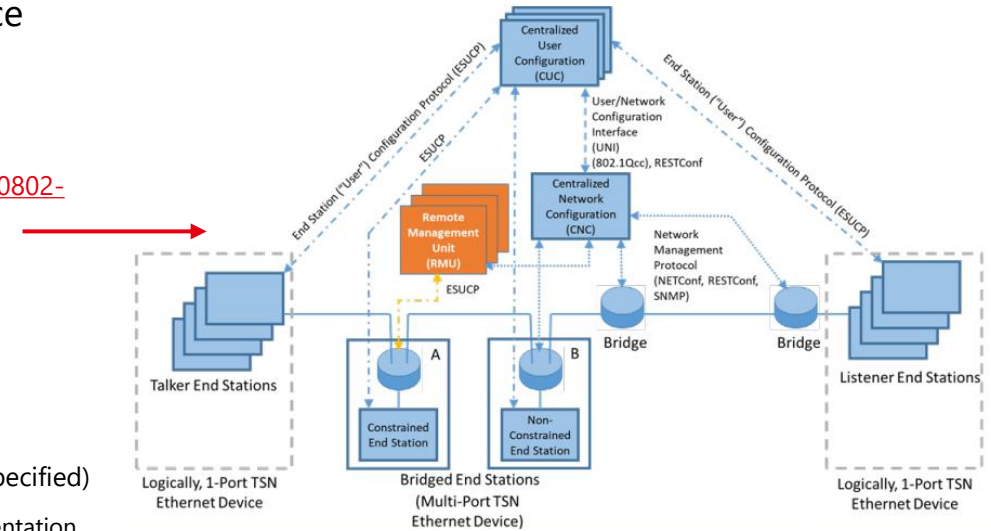 ce
0802-
ecified)
entation
Centralized
User
Configuration
(CUC)
End Station ("User") Configuration Protocol (ESUCP)
ESUCP
User/Network
Configuration
Interface
(UNI)
(802.1Qcc), RESTConf
End Station ("User") Configuration Protocol (ESUCP)
Centralized
Network
Configuration
(CNC)
Remote
Management
Unit
(RMU)
ESUCP
Network
Management
Protocol
(NETConf, RESTConf,
SNMP)
Talker End Stations
A
B
Bridge
Bridge
Listener End Stations
Constrained
End Station
Non-
Constrained
End Station
Logically, 1-Port TSN
Ethernet Device
Bridged End Stations
(Multi-Port TSN
Ethernet Device)
Logically, 1-Port TSN
Ethernet Device